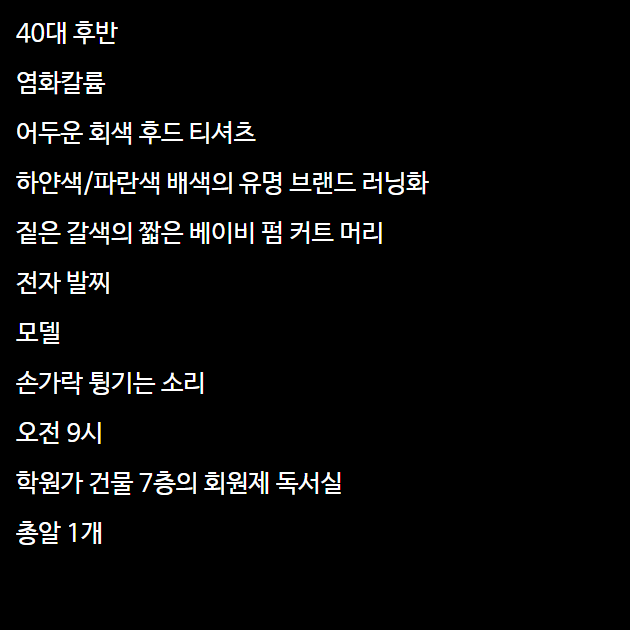 40대 후반
염화칼륨
어두운 회색 후드 티셔츠
하얀색/파란색 배색의 유명 브랜드 러닝화
짙은 갈색의 짧은 베이비 펌 커트 머리
전자 발찌
모델
손가락 튕기는 소리
오전 9시
학원가 건물 7층의 회원제 독서실
총알 1개